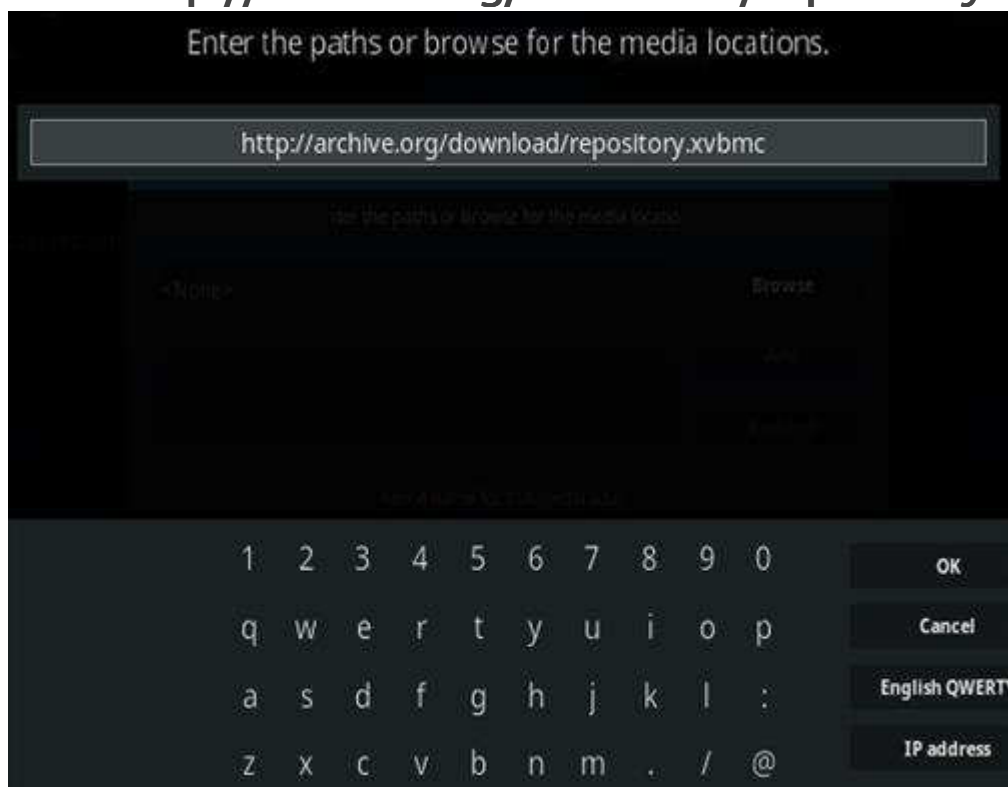 Enter the paths or browse for the media locations.
http://archive.org/download/repository.xvbmc
<None>
Browse
1 2 3 4 5 6 7 8 9 0
OK
q w e r t y u i o p
Cancel
a s d f g h j k l :
English QWERTY
z x c v b n m . / @
IP address